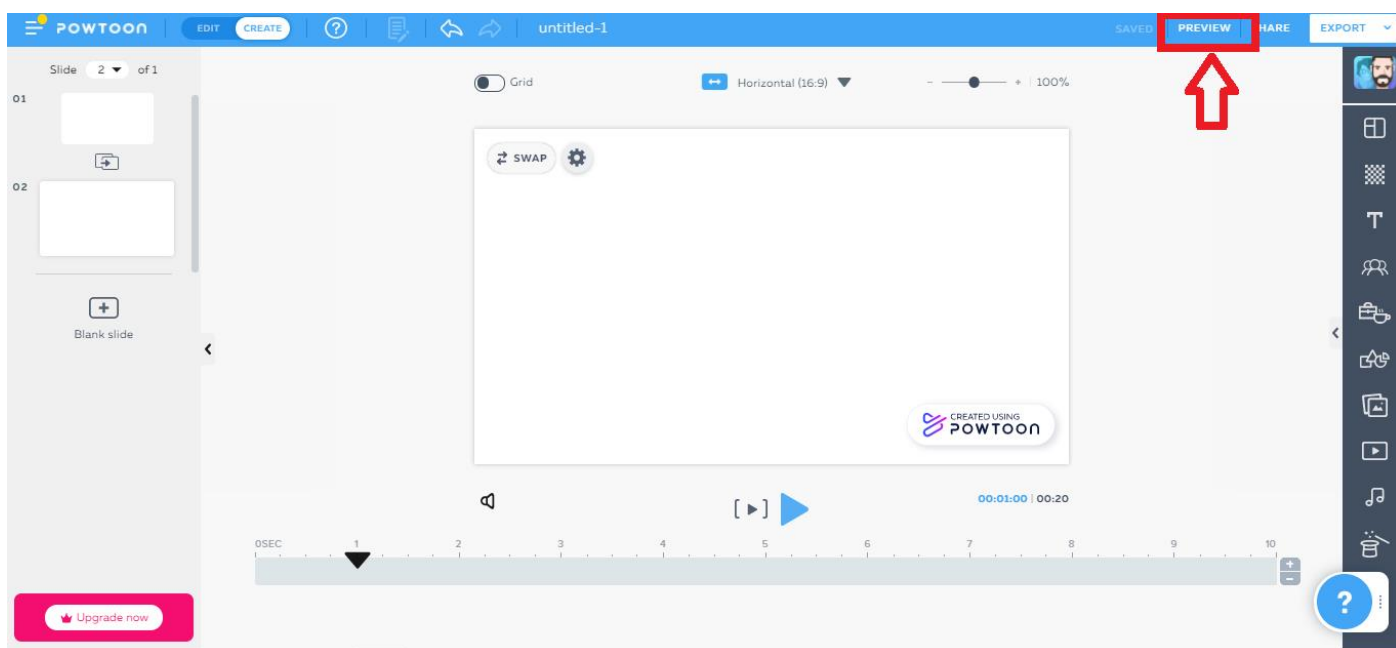 POWTOON EDIT CREATE ? untitled-1 SAVED PREVIEW HARE EXPORT
Slide 2 of 1
Grid Horizontal (16:9) - + 100%
01
SWAP
02
Blank slide
CREATED USING
POWTOON
00:01:00 00:20
0SEC 1 2 3 4 5 6 7 8 9 10
+
-
Upgrade now
?